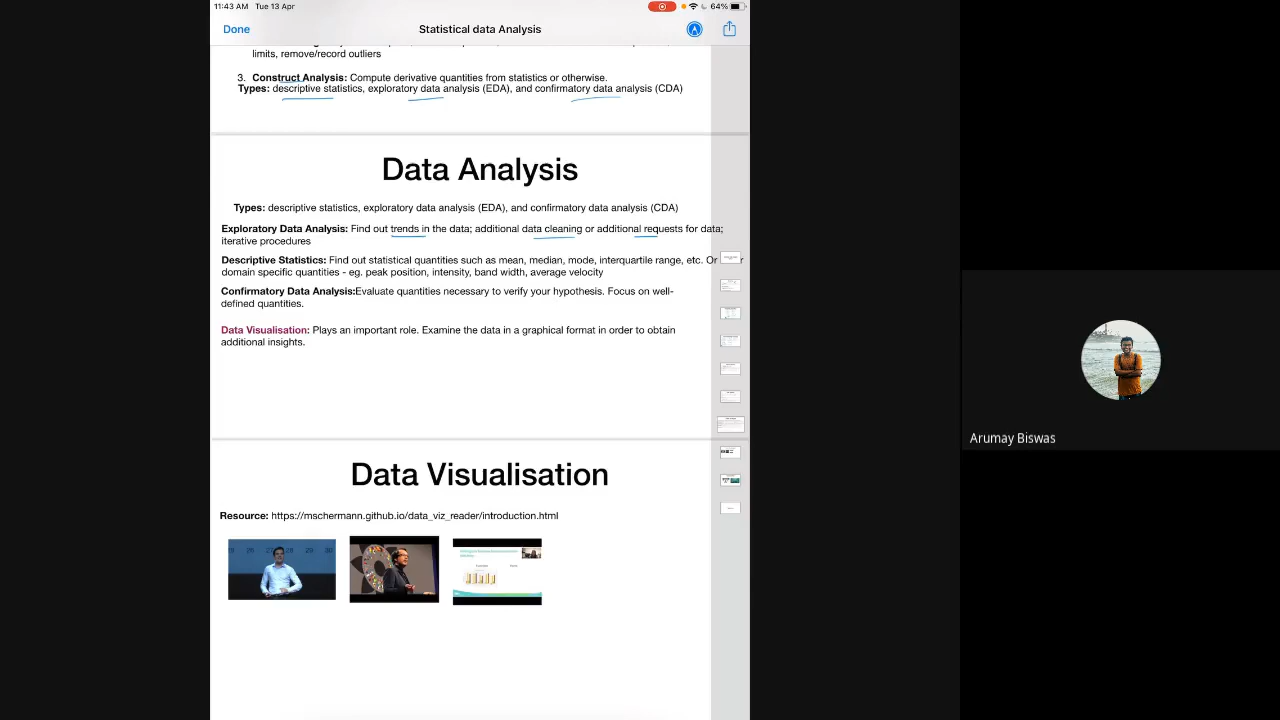 11:43 AM Tue 13 Apr
64%
Done
Statistical data Analysis
limits, remove/record outliers
3. Construct Analysis: Compute derivative quantities from statistics or otherwise.
Types: descriptive statistics, exploratory data analysis (EDA), and confirmatory data analysis (CDA)
Data Analysis
Types: descriptive statistics, exploratory data analysis (EDA), and confirmatory data analysis (CDA)
Exploratory Data Analysis: Find out trends in the data; additional data cleaning or additional requests for data;
iterative procedures
Descriptive Statistics: Find out statistical quantities such as mean, median, mode, interquartile range, etc. Or
domain specific quantities - eg. peak position, intensity, band width, average velocity
Confirmatory Data Analysis:Evaluate quantities necessary to verify your hypothesis. Focus on well-
defined quantities.
Data Visualisation: Plays an important role. Examine the data in a graphical format in order to obtain
additional insights.
Data Visualisation
Resource: https://mschermann.github.io/data_viz_reader/introduction.html
Arumay Biswas